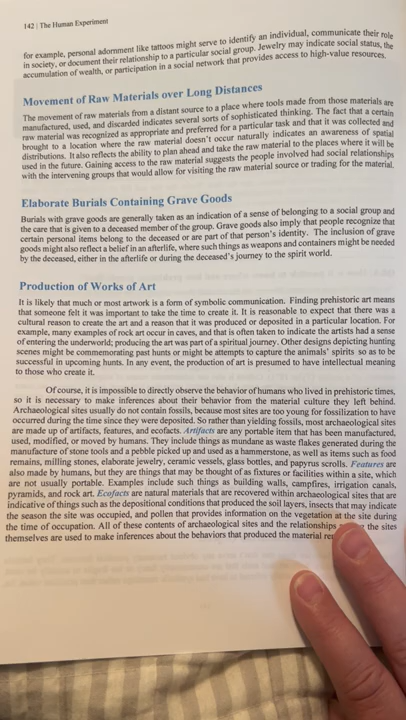 142 | The Human Experiment
for example, personal adornment like tattoos might serve to identify an individual, communicate their role
in society, or document their relationship to a particular social group. Jewelry may indicate social status, the
accumulation of wealth, or participation in a social network that provides access to high-value resources.
Movement of Raw Materials over Long Distances
The movement of raw materials from a distant source to a place where tools made from those materials are
manufactured, used, and discarded indicates several sorts of sophisticated thinking. The fact that a certain
raw material was recognized as appropriate and preferred for a particular task and that it was collected and
brought to a location where the raw material doesn't occur naturally indicates an awareness of spatial
distributions. It also reflects the ability to plan ahead and take the raw material to the places where it will be
used in the future. Gaining access to the raw material suggests the people involved had social relationships
with the intervening groups that would allow for visiting the raw material source or trading for the material.
Elaborate Burials Containing Grave Goods
Burials with grave goods are generally taken as an indication of a sense of belonging to a social group and
the care that is given to a deceased member of the group. Grave goods also imply that people recognize that
certain personal items belong to the deceased or are part of that person's identity. The inclusion of grave
goods might also reflect a belief in an afterlife, where such things as weapons and containers might be needed
by the deceased, either in the afterlife or during the deceased's journey to the spirit world.
Production of Works of Art
It is likely that much or most artwork is a form of symbolic communication. Finding prehistoric art means
that someone felt it was important to take the time to create it. It is reasonable to expect that there was a
cultural reason to create the art and a reason that it was produced or deposited in a particular location. For
example, many examples of rock art occur in caves, and that is often taken to indicate the artists had a sense
of entering the underworld; producing the art was part of a spiritual journey. Other designs depicting hunting
scenes might be commemorating past hunts or might be attempts to capture the animals' spirits so as to be
successful in upcoming hunts. In any event, the production of art is presumed to have intellectual meaning
to those who create it.
Of course, it is impossible to directly observe the behavior of humans who lived in prehistoric times,
so it is necessary to make inferences about their behavior from the material culture they left behind.
Archaeological sites usually do not contain fossils, because most sites are too young for fossilization to have
occurred during the time since they were deposited. So rather than yielding fossils, most archaeological sites
are made up of artifacts, features, and ecofacts. Artifacts are any portable item that has been manufactured,
used, modified, or moved by humans. They include things as mundane as waste flakes generated during the
manufacture of stone tools and a pebble picked up and used as a hammerstone, as well as items such as food
remains, milling stones, elaborate jewelry, ceramic vessels, glass bottles, and papyrus scrolls. Features are
also made by humans, but they are things that may be thought of as fixtures or facilities within a site, which
are not usually portable. Examples include such things as building walls, campfires, irrigation canals,
pyramids, and rock art. Ecofacts are natural materials that are recovered within archaeological sites that are
indicative of things such as the depositional conditions that produced the soil layers, insects that may indicate
the season the site was occupied, and pollen that provides information on the vegetation at the site during
the time of occupation. All of these contents of archaeological sites and the relationships the sites
themselves are used to make inferences about the behaviors that produced the material